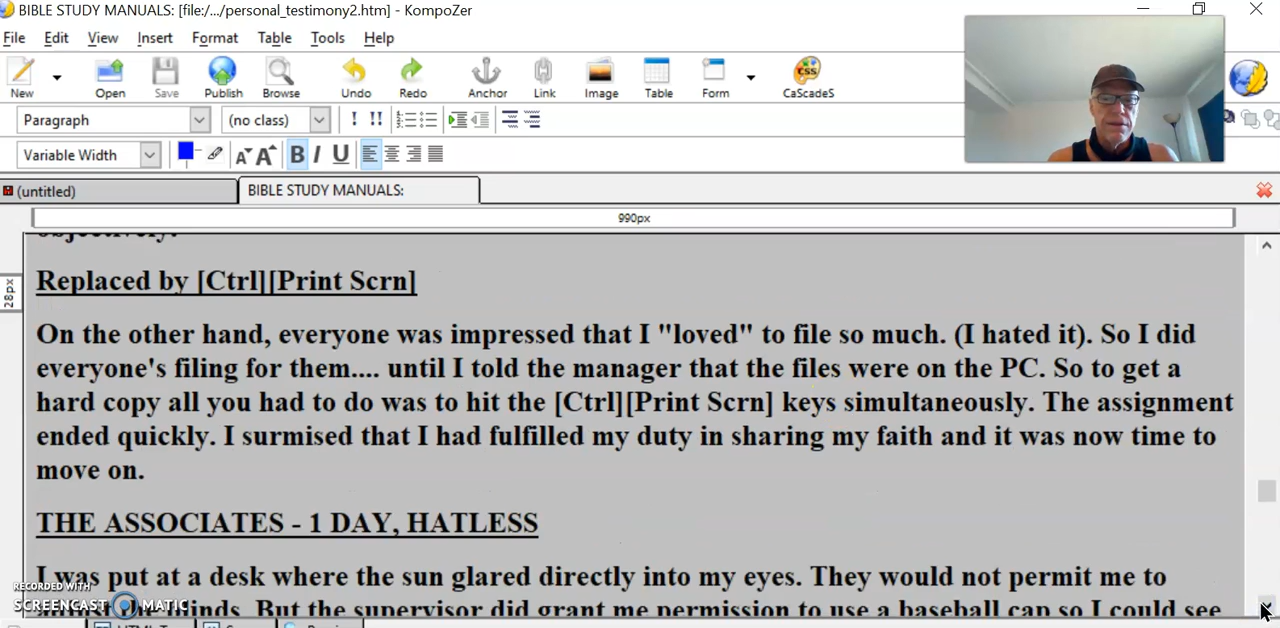 BIBLE STUDY MANUALS: [file:/.../personal_testimony2.htm] - KompoZer
File Edit View Insert Format Table Tools Help
New Open Save Publish Browse Undo Redo Anchor Link Image Table Form CaScadeS
Paragraph (no class)
Variable Width
(untitled) BIBLE STUDY MANUALS:
990px
objectively.
28px
Replaced by [Ctrl][Print Scrn]
On the other hand, everyone was impressed that I "loved" to file so much. (I hated it). So I did
everyone's filing for them.... until I told the manager that the files were on the PC. So to get a
hard copy all you had to do was to hit the [Ctrl][Print Scrn] keys simultaneously. The assignment
ended quickly. I surmised that I had fulfilled my duty in sharing my faith and it was now time to
move on.
THE ASSOCIATES - 1 DAY, HATLESS
I was put at a desk where the sun glared directly into my eyes. They would not permit me to
But the supervisor did grant me permission to use a baseball cap so I could see
RECORDED WITH
SCREENCAST MATIC